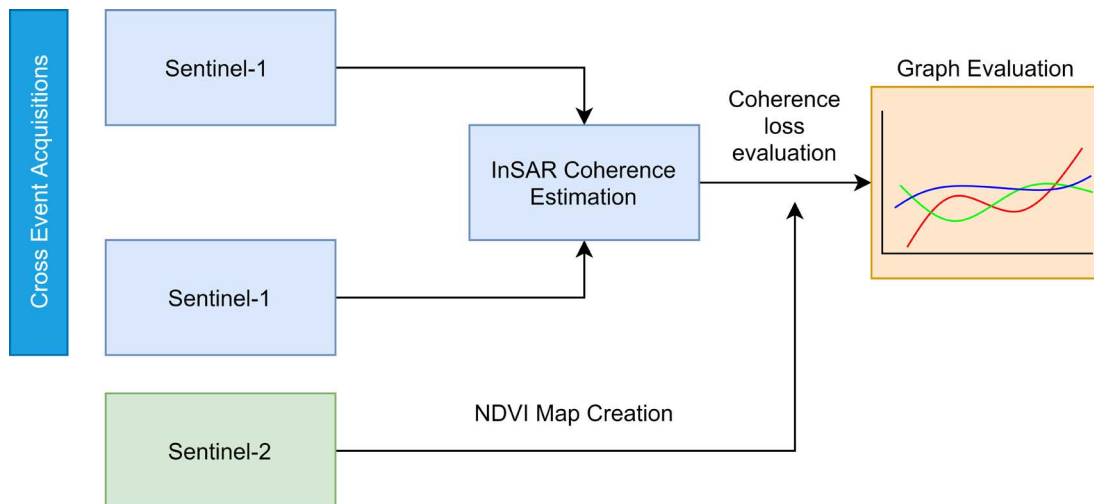 Cross Event Acquisitions
Sentinel-1
Sentinel-1
Sentinel-2
InSAR Coherence
Estimation
NDVI Map Creation
Coherence
loss
evaluation
Graph Evaluation